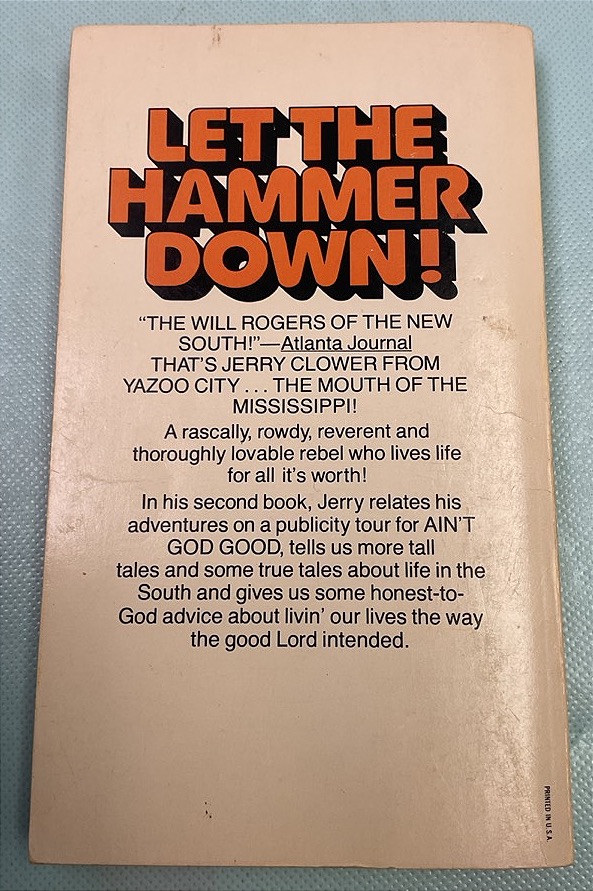 LET THE
HAMMER
DOWN!
“THE WILL ROGERS OF THE NEW
SOUTH!”—Atlanta Journal
THAT'S JERRY CLOWER FROM
YAZOO CITY . . . THE MOUTH OF THE
MISSISSIPPI!
A rascally, rowdy, reverent and
thoroughly lovable rebel who lives life
for all it's worth!
In his second book, Jerry relates his
adventures on a publicity tour for AIN'T
GOD GOOD, tells us more tall
tales and some true tales about life in the
South and gives us some honest-to-
God advice about livin' our lives the way
the good Lord intended.
PRINTED IN U.S.A.